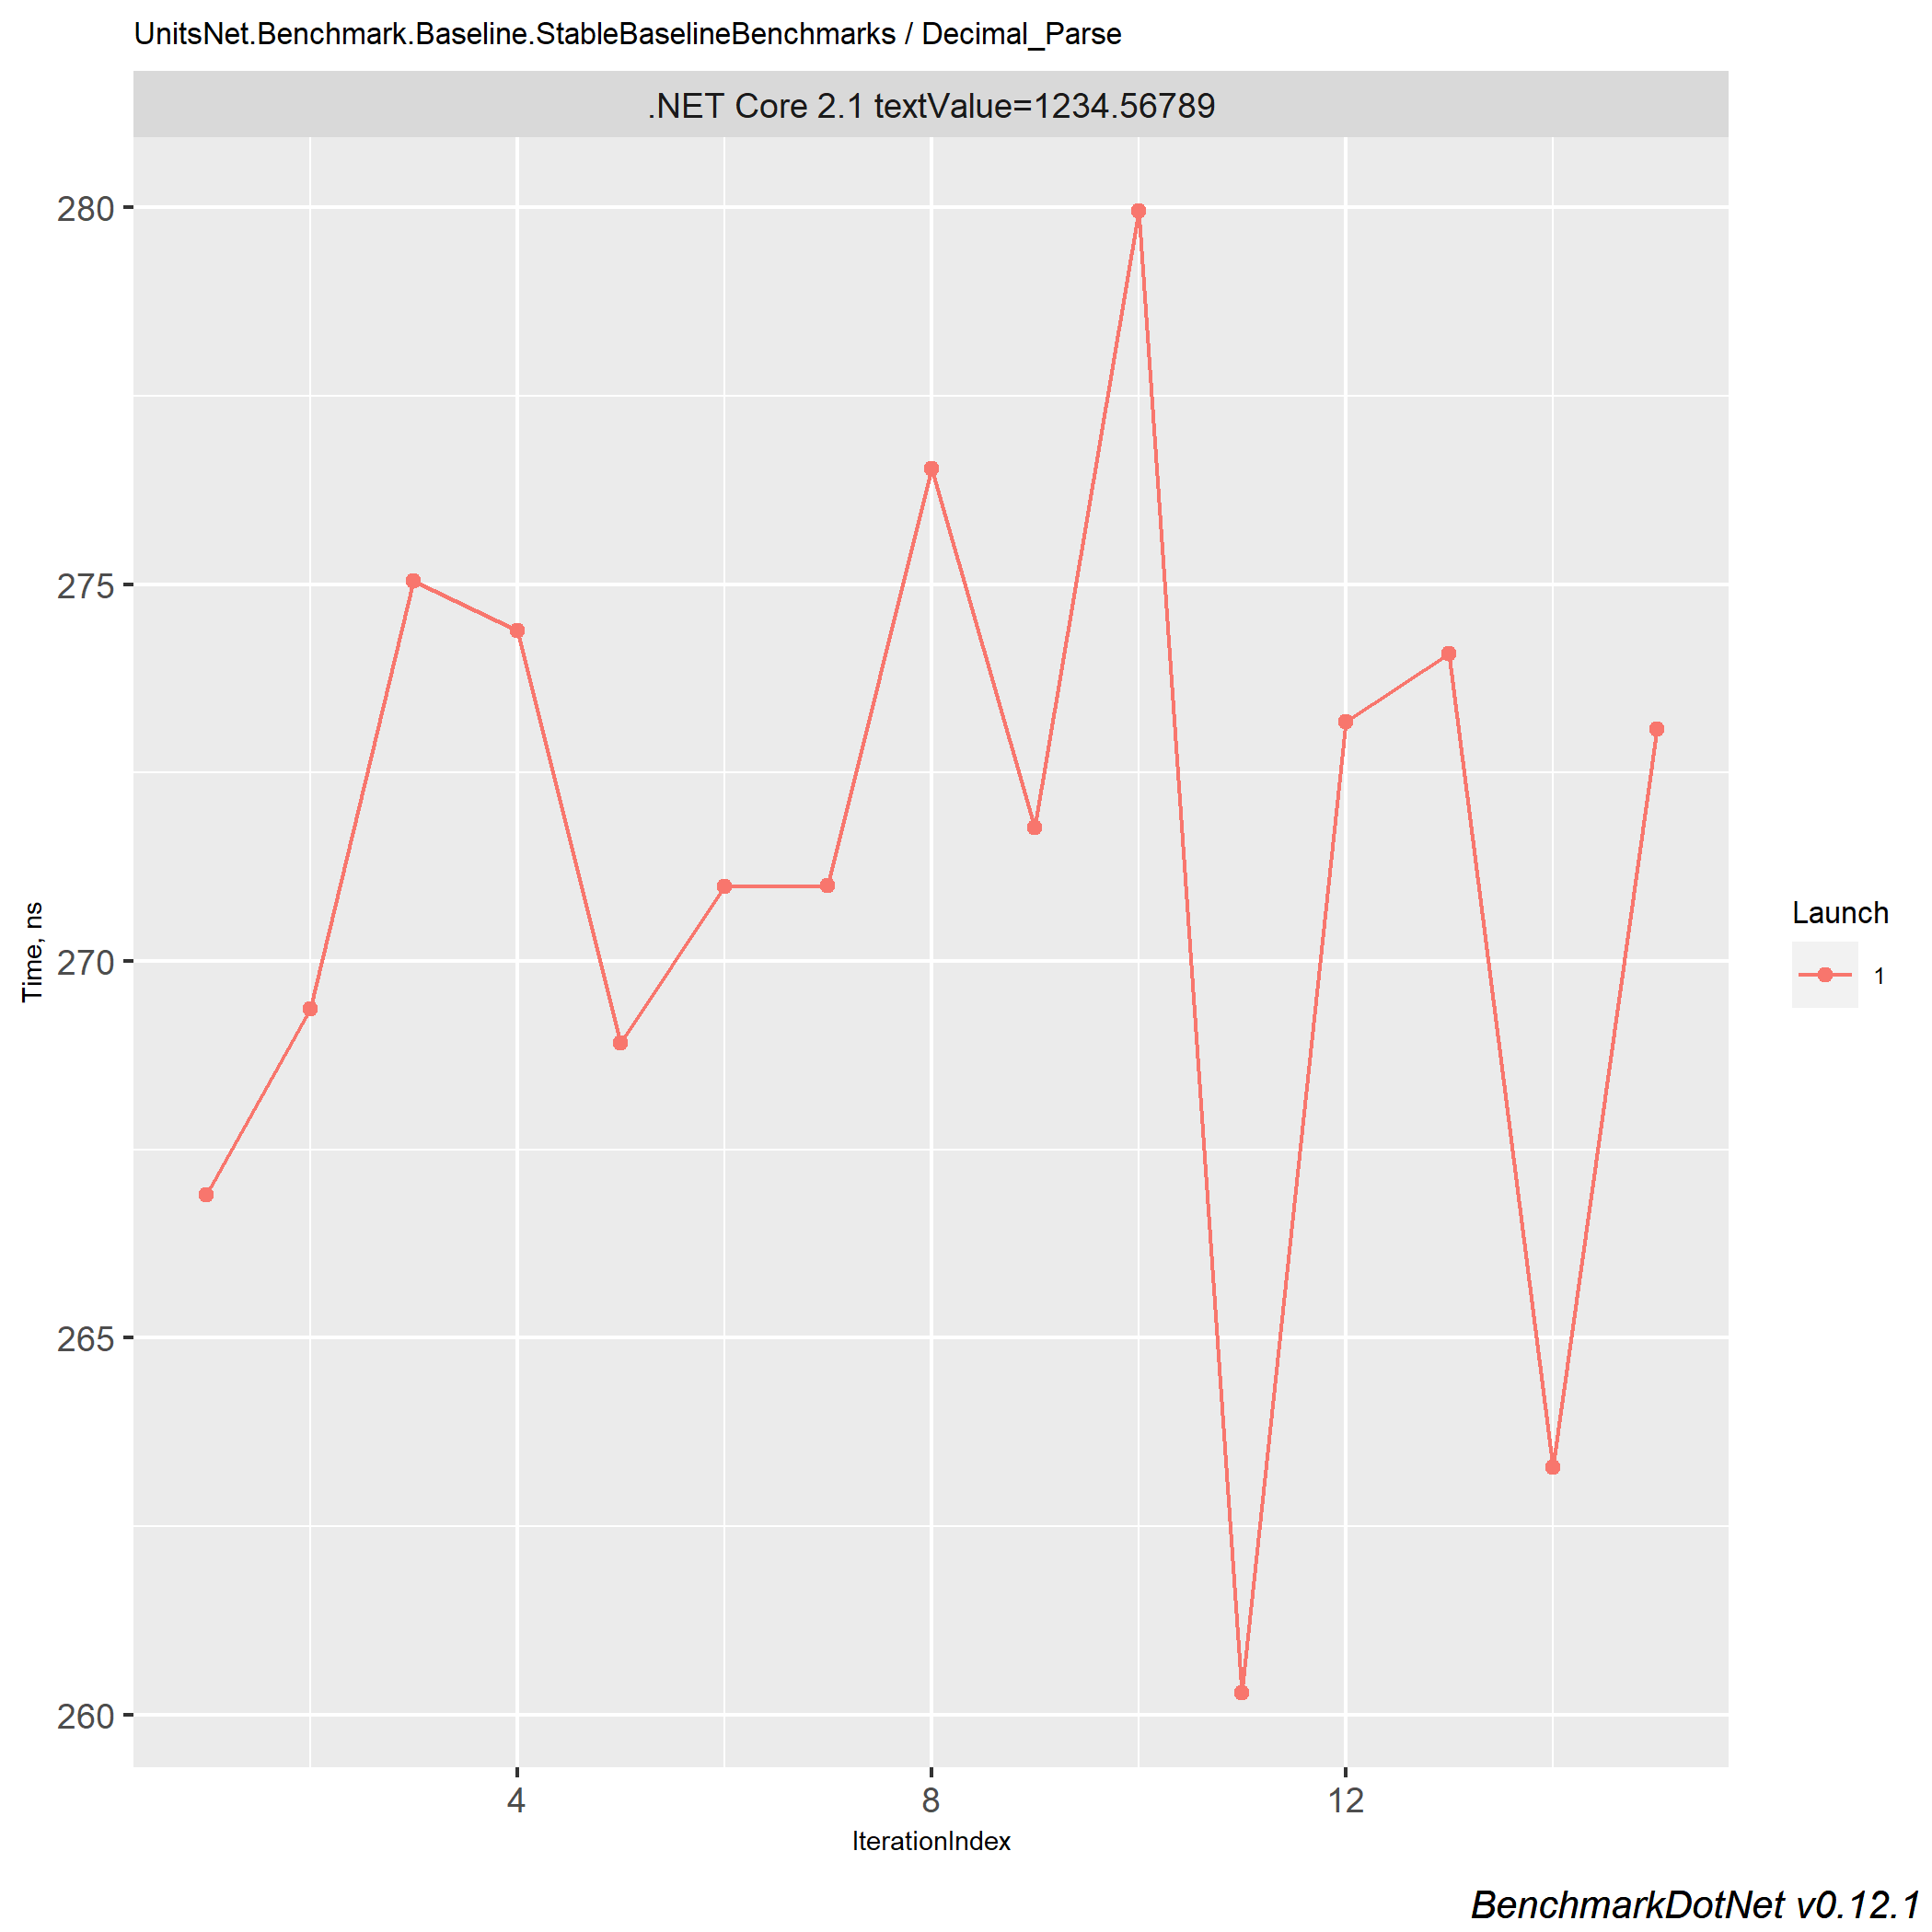 UnitsNet.Benchmark.Baseline.StableBaselineBenchmarks / Decimal_Parse
.NET Core 2.1 textValue=1234.56789
280
275
270
265
260
Time, ns
4 8 12
IterationIndex
Launch
1
BenchmarkDotNet v0.12.1